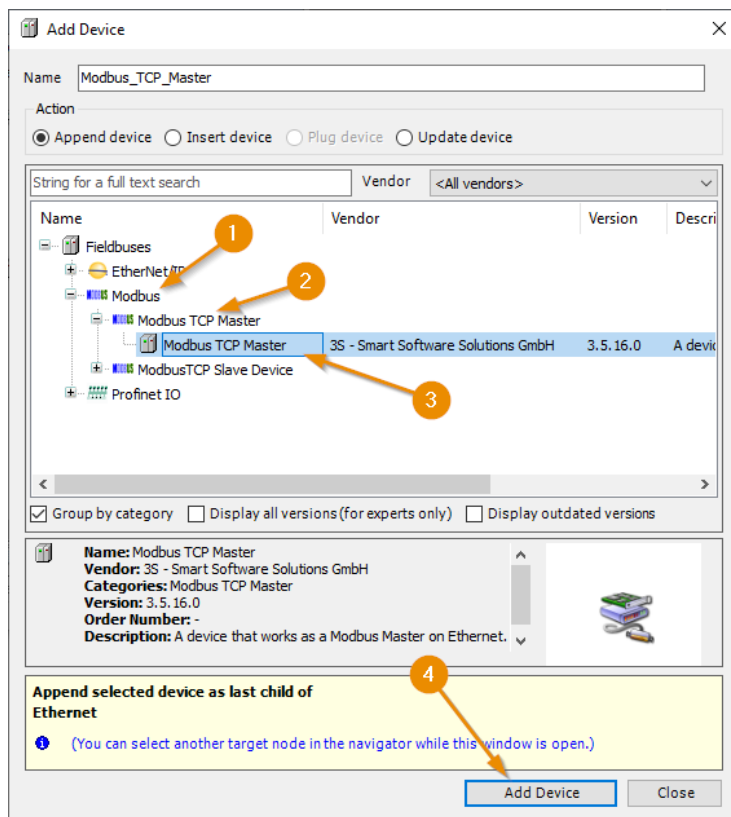 Add Device
Name Modbus_TCP_Master
Action
Append device Insert device Plug device Update device
String for a full text search Vendor <All vendors>
Name Vendor Version Descri
1
Fieldbuses
EtherNet/IP
2
Modbus
Modbus TCP Master
Modbus TCP Master 3S - Smart Software Solutions GmbH 3.5.16.0 A devic
ModbusTCP Slave Device
3
Profinet IO
Group by category Display all versions (for experts only) Display outdated versions
Name: Modbus TCP Master
Vendor: 3S - Smart Software Solutions GmbH
Categories: Modbus TCP Master
Version: 3.5.16.0
Order Number: -
Description: A device that works as a Modbus Master on Ethernet.
4
Append selected device as last child of
Ethernet
(You can select another target node in the navigator while this window is open.)
Add Device Close